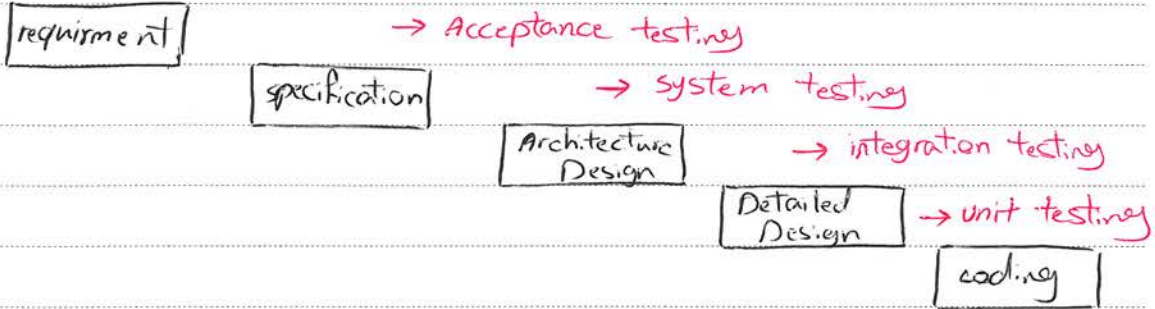 requirment → Acceptance testing
specification → system testing
Architecture → integration testing
Design
Detailed → unit testing
Design
coding